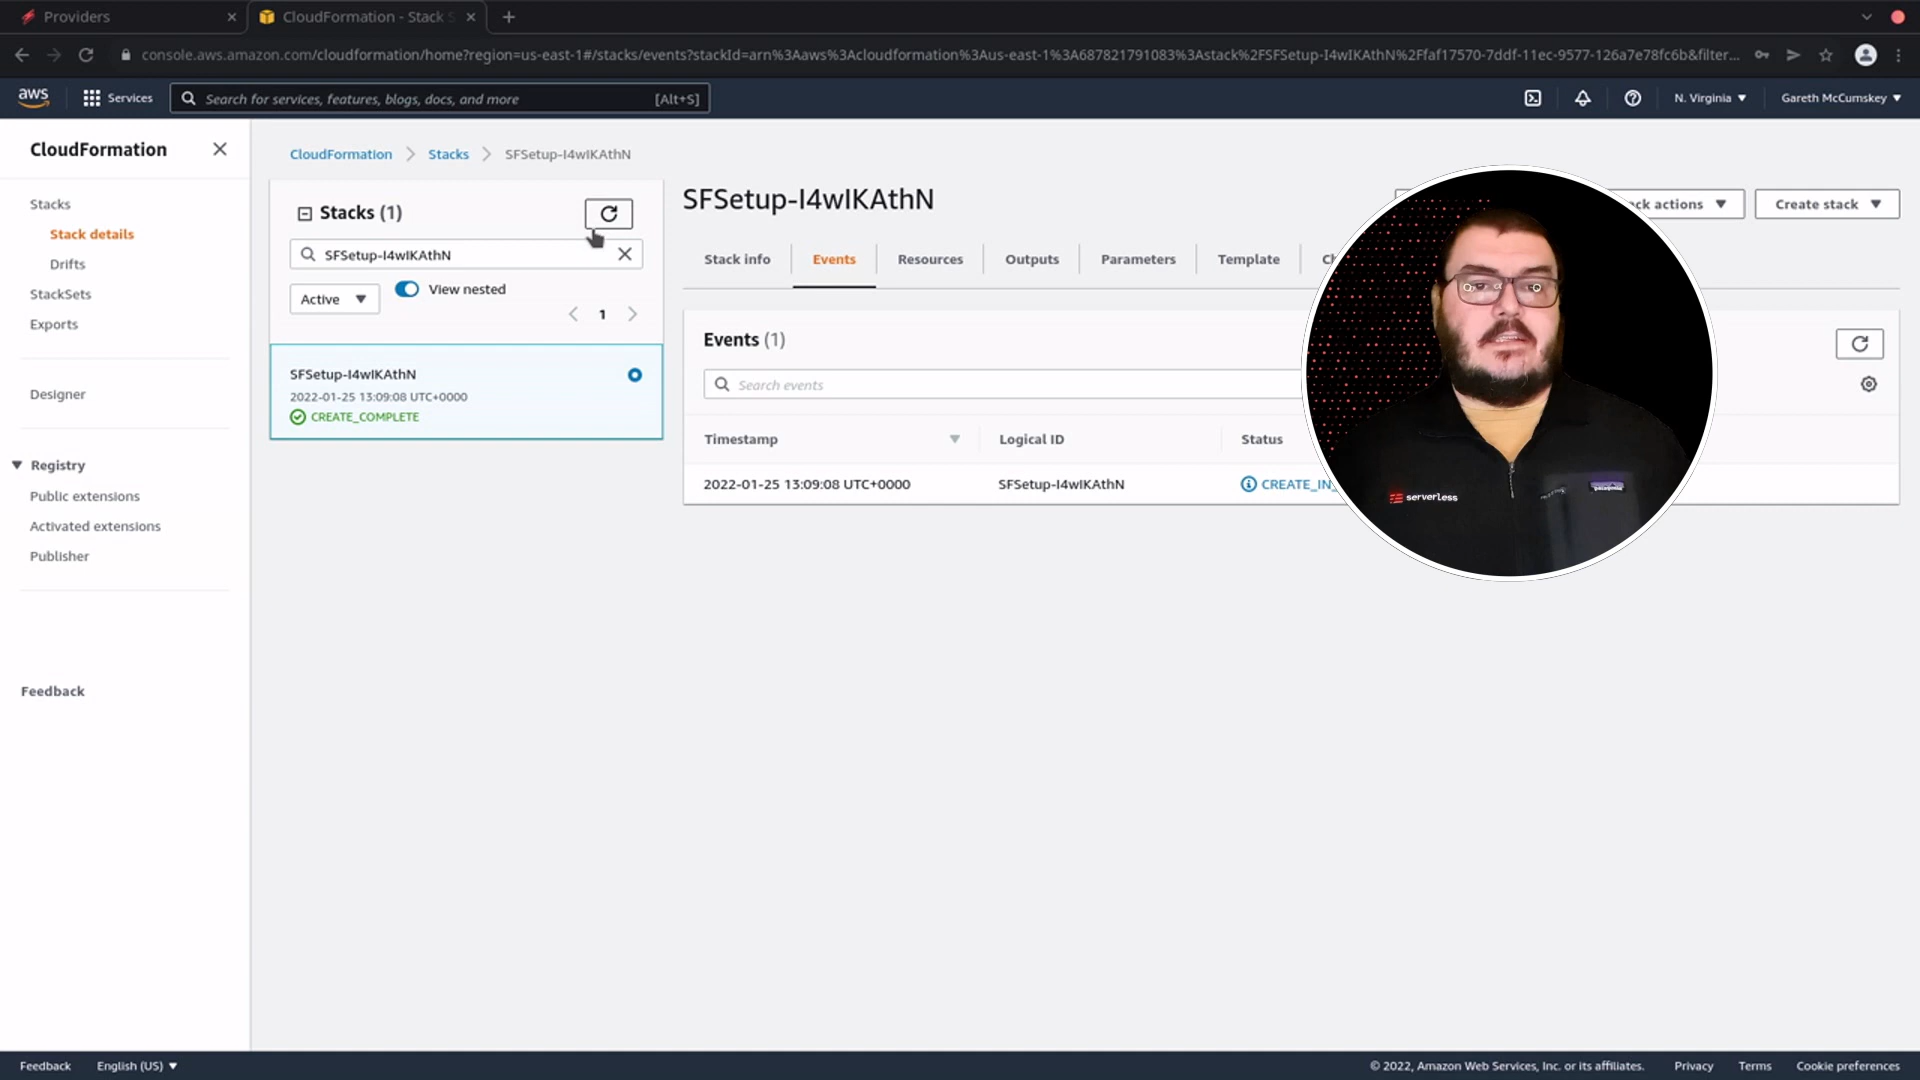 Providers
CloudFormation - Stack S
console.aws.amazon.com/cloudformation/home?region=us-east-1#/stacks/events?stackId=arn%3Aaws%3Acloudformation%3Aus-east-1%3A687821791083%3Astack%2FSFSetup-I4wIKAthN%2Ffaf17570-7ddf-11ec-9577-126a7e78fc6b&filter...
aws
Services
Search for services, features, blogs, docs, and more
[Alt+S]
N. Virginia
Gareth McCumskey
CloudFormation
Stacks
Stack details
Drifts
StackSets
Exports
Designer
Registry
Public extensions
Activated extensions
Publisher
Feedback
CloudFormation
Stacks
SFSetup-I4wIKAthN
Stacks (1)
SFSetup-I4wIKAthN
Active
View nested
1
SFSetup-I4wIKAthN
2022-01-25 13:09:08 UTC+0000
CREATE_COMPLETE
SFSetup-I4wIKAthN
ck actions
Create stack
Stack info
Events
Resources
Outputs
Parameters
Template
Events (1)
Search events
Timestamp
Logical ID
Status
2022-01-25 13:09:08 UTC+0000
SFSetup-I4wIKAthN
CREATE_IN_
serverless
Feedback
English (US)
© 2022, Amazon Web Services, Inc. or its affiliates.
Privacy
Terms
Cookie preferences